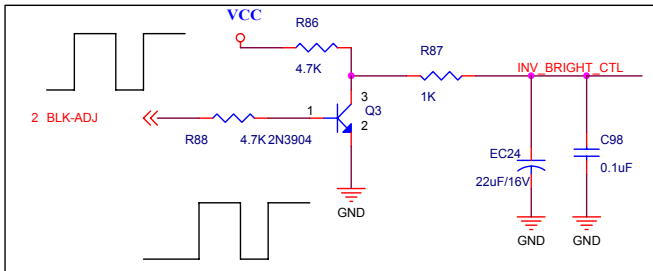 VCC
R86
4.7K
R87
1K
INV_BRIGHT_CTL
2 BLK-ADJ
R88
4.7K
2N3904
1
3
2
Q3
EC24
22uF/16V
C98
0.1uF
GND
GND
GND